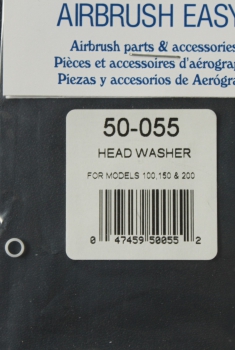 AIRBRUSH EASY
Airbrush parts & accessories
Pièces et accessoires d'aérograp
Piezas y accesorios de Aerógra
50-055
HEAD WASHER
FOR MODELS 100,150 & 200
0 47459 50055 2